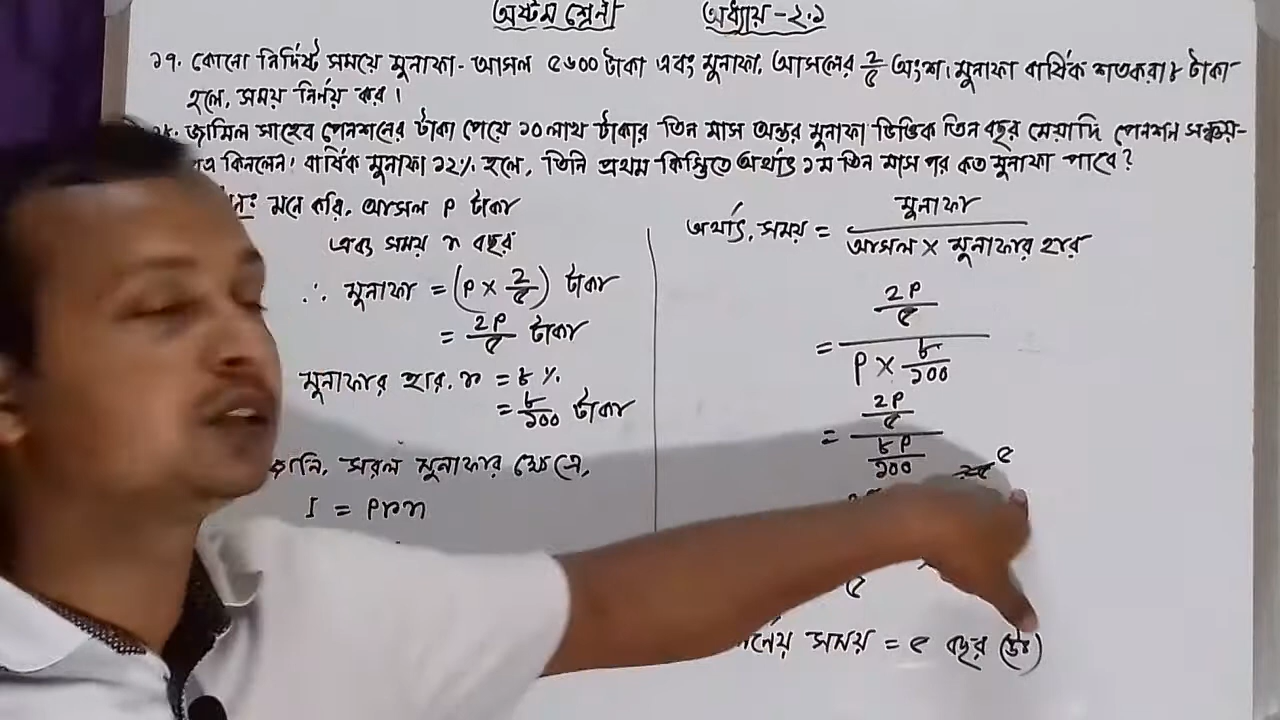 অষ্টম শ্রেণী অধ্যায় -২.১
১৭. কোনো নির্দিষ্ট সময়ে মুনাফা-আসল ৫৬০০ টাকা এবং মুনাফা, আসলের ২/৫ অংশ। মুনাফা বার্ষিক শতকরা ৮ টাকা
হলে, সময় নির্ণয় কর।
১৮. জামিল সাহেব পেনশনের টাকা পেয়ে ১০ লাখ টাকার তিন মাস অন্তর মুনাফা ভিত্তিক তিন বছর মেয়াদি পেনশন সঞ্চয়-
কিনলেন। বার্ষিক মুনাফা ১২% হলে, তিনি প্রথম কিস্তিতে অর্থাৎ ১ম তিন মাস পর কত মুনাফা পাবে?
মনে করি, আসল P টাকা
এবং সময় n বছর
∴ মুনাফা = (P × ২/৫) টাকা
= ২P/৫ টাকা
মুনাফার হার, r = ৮ %
= ৮/১০০ টাকা
সরল মুনাফার ক্ষেত্রে,
I = Prn
অর্থাৎ, সময় = মুনাফা / আসল × মুনাফার হার
= ২P/৫ / P × ৮/১০০
= ২P/৫ / ৮P/১০০
৫
৫
সময় = ৫ বছর (উঃ)